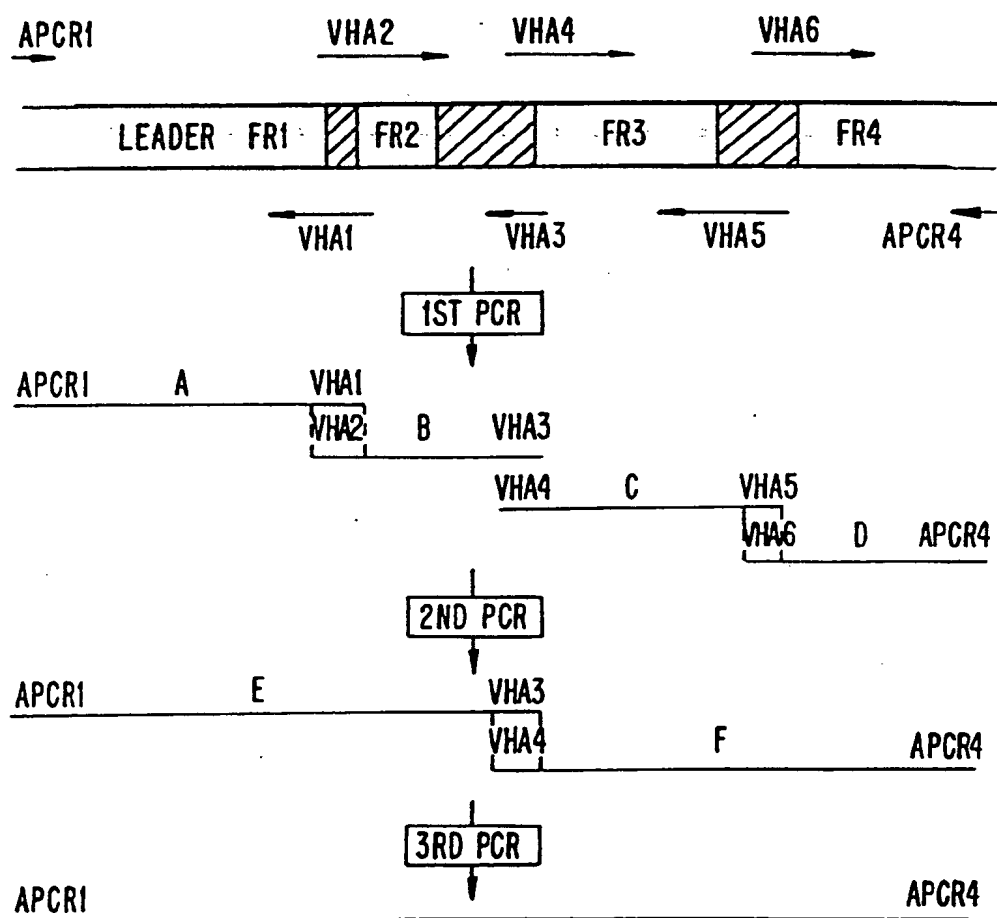 APCR1 VHA2 VHA4 VHA6
LEADER FR1 FR2 FR3 FR4
VHA1 VHA3 VHA5 APCR4
1ST PCR
APCR1 A VHA1
VHA2 B VHA3
VHA4 C VHA5
VHA6 D APCR4
2ND PCR
APCR1 E VHA3
VHA4 F APCR4
3RD PCR
APCR1 APCR4